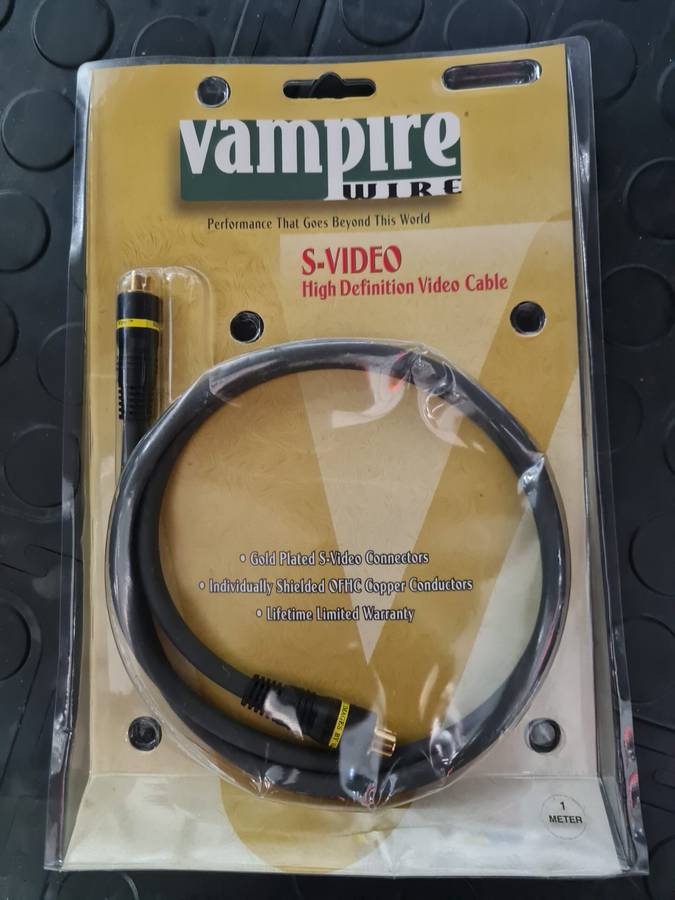 vampire
WIRE
Performance That Goes Beyond This World
S-VIDEO
High Definition Video Cable
• Gold Plated S-Video Connectors
• Individually Shielded OFHC Copper Conductors
• Lifetime Limited Warranty
1
METER